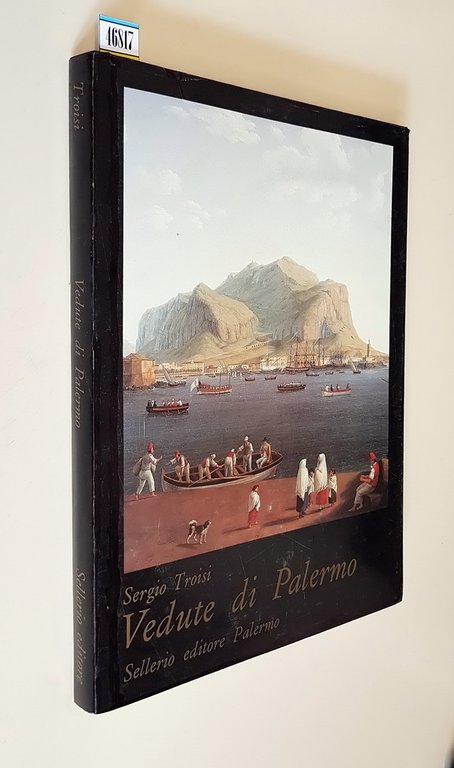 46817
Troisi
Vedute di Palermo
Sellerio editore
Sergio Troisi
Vedute di Palermo
Sellerio editore Palermo